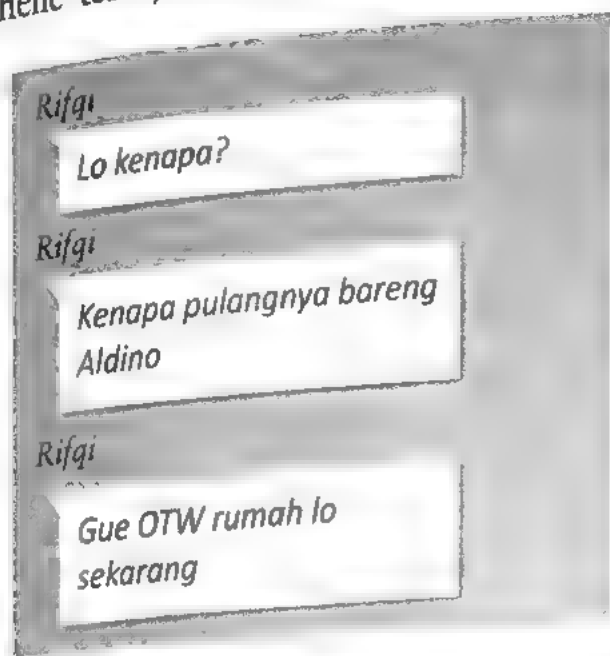 Rifqi
Lo kenapa?
Rifqi
Kenapa pulangnya bareng
Aldino
Rifqi
Gue OTW rumah lo
sekarang